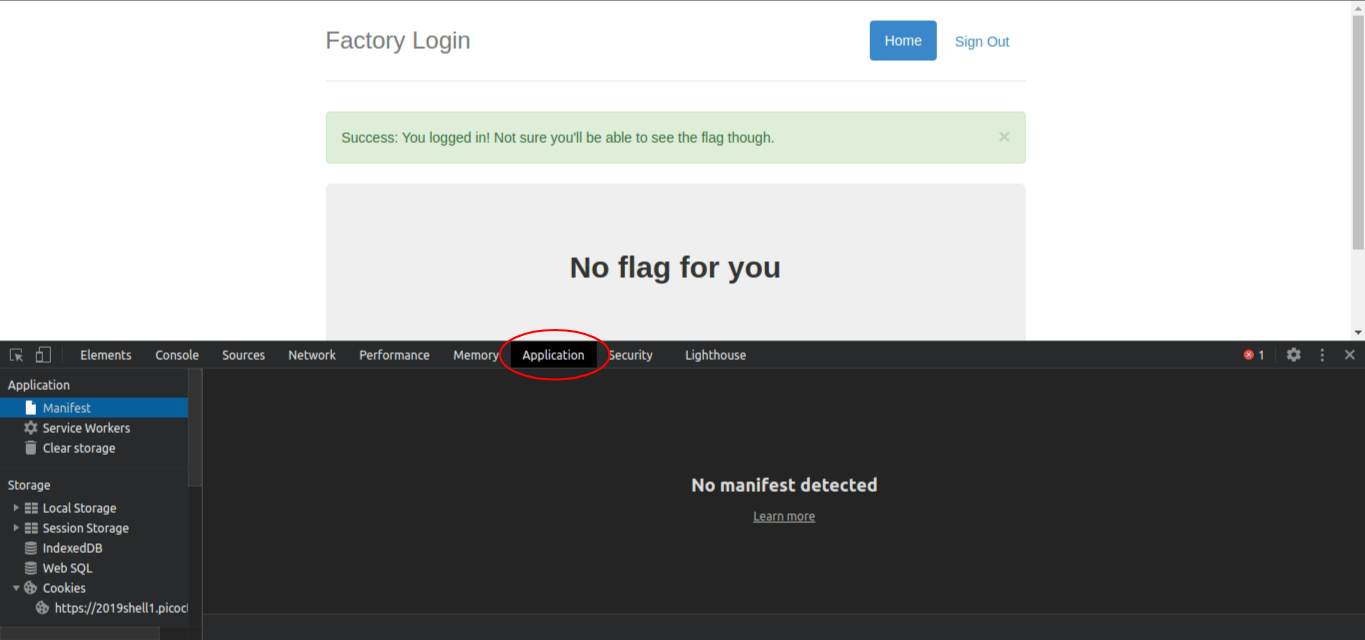 Factory Login
Home
Sign Out
Success: You logged in! Not sure you'll be able to see the flag though.
×
No flag for you
Elements Console Sources Network Performance Memory Application Security Lighthouse 1
Application
Manifest
Service Workers
Clear storage
Storage
Local Storage
Session Storage
IndexedDB
Web SQL
Cookies
https://2019shell1.picoc
No manifest detected
Learn more